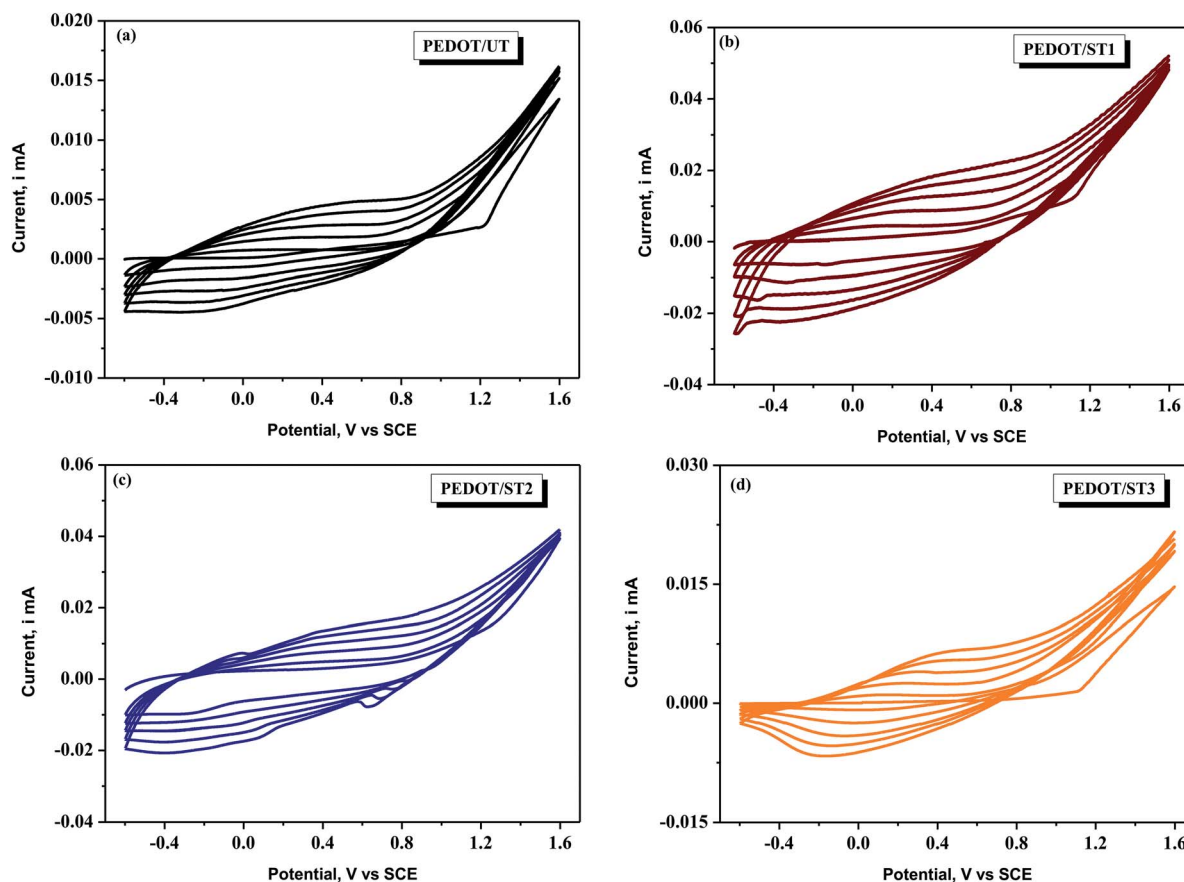 (a)
PEDOT/UT
0.020
0.015
0.010
0.005
0.000
-0.005
-0.010
Current, i mA
-0.4 0.0 0.4 0.8 1.2 1.6
Potential, V vs SCE
(b)
PEDOT/ST1
0.06
0.04
0.02
0.00
-0.02
-0.04
Current, i mA
-0.4 0.0 0.4 0.8 1.2 1.6
Potential, V vs SCE
(c)
PEDOT/ST2
0.06
0.04
0.02
0.00
-0.02
-0.04
Current, i mA
-0.4 0.0 0.4 0.8 1.2 1.6
Potential, V vs SCE
(d)
PEDOT/ST3
0.030
0.015
0.000
-0.015
Current, i mA
-0.4 0.0 0.4 0.8 1.2 1.6
Potential, V vs SCE